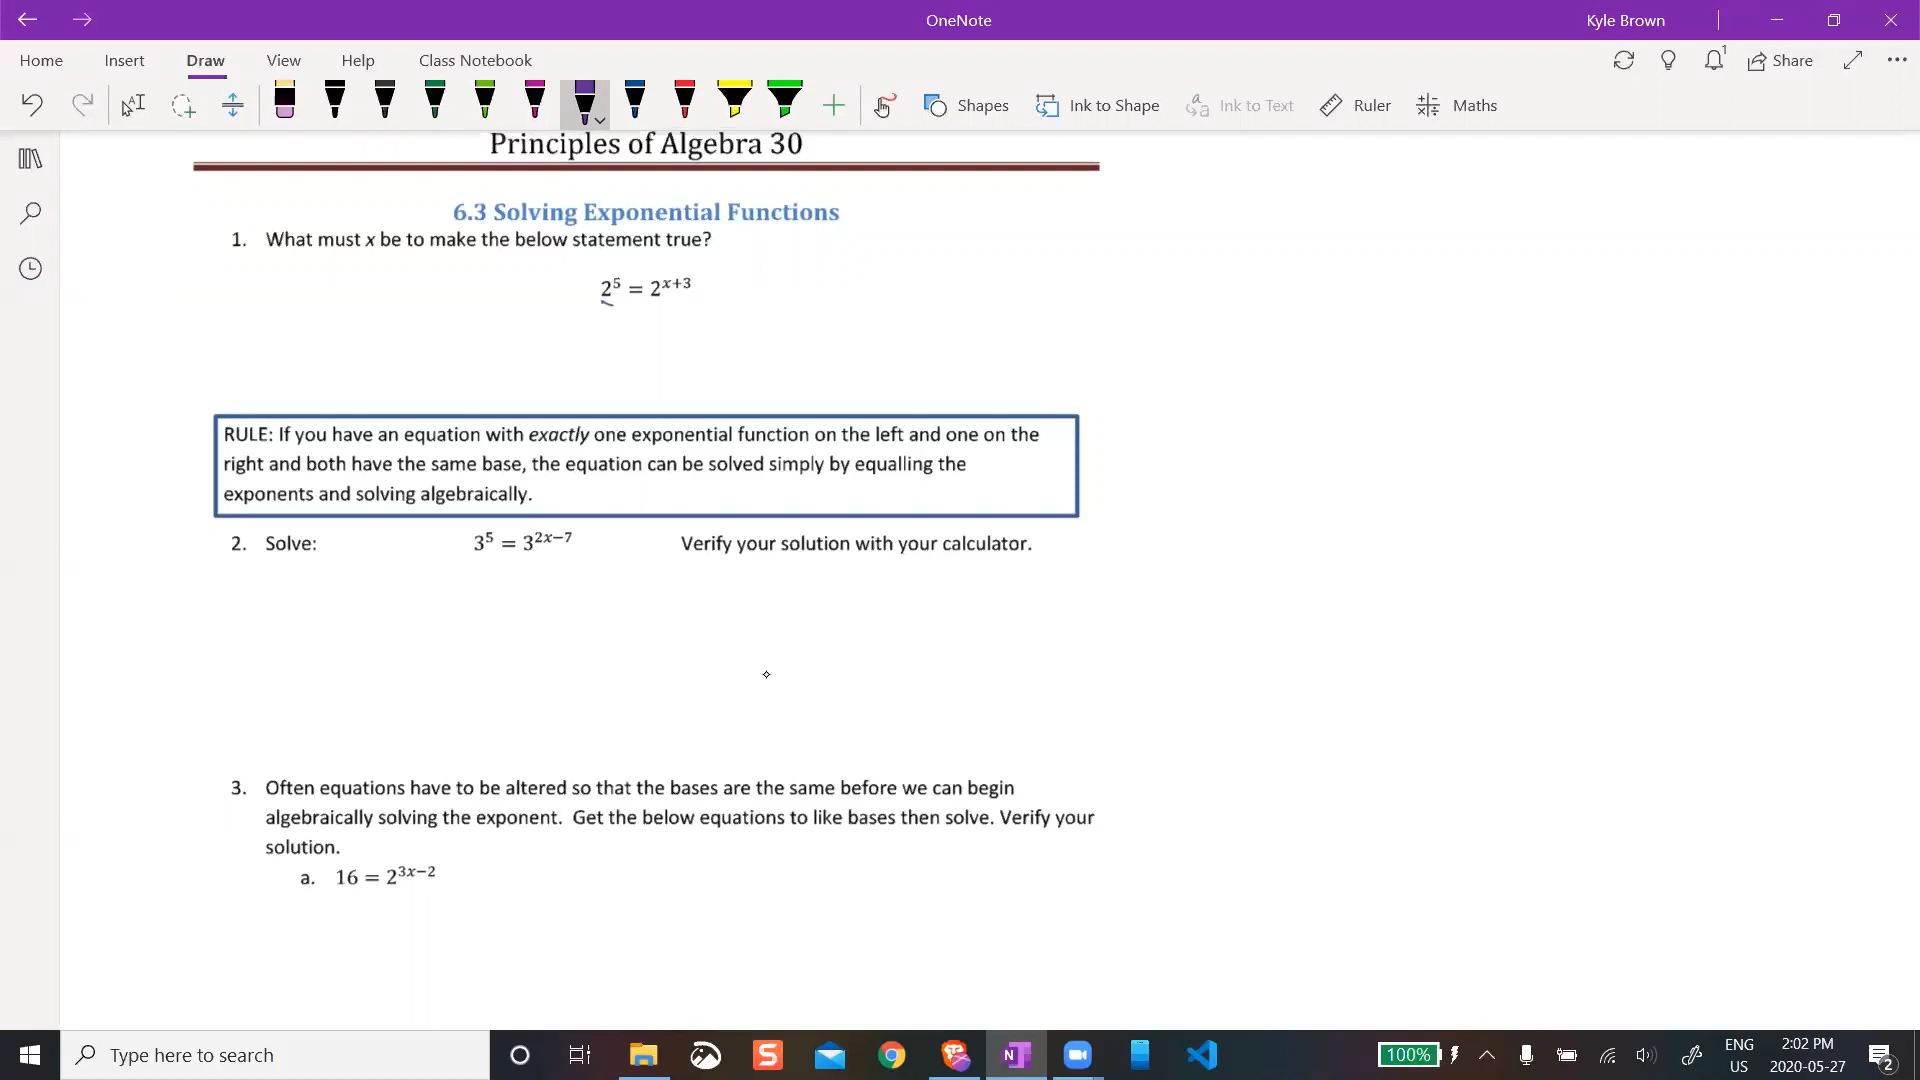 OneNote
Kyle Brown
Home Insert Draw View Help Class Notebook
1 Share
Shapes Ink to Shape Ink to Text Ruler Maths
Principles of Algebra 30
6.3 Solving Exponential Functions
1. What must x be to make the below statement true?
2⁵ = 2ˣ⁺³
RULE: If you have an equation with exactly one exponential function on the left and one on the
right and both have the same base, the equation can be solved simply by equalling the
exponents and solving algebraically.
2. Solve: 3⁵ = 3²ˣ⁻⁷ Verify your solution with your calculator.
3. Often equations have to be altered so that the bases are the same before we can begin
algebraically solving the exponent. Get the below equations to like bases then solve. Verify your
solution.
a. 16 = 2³ˣ⁻²
Type here to search
100%
ENG
US
2:02 PM
2020-05-27
2